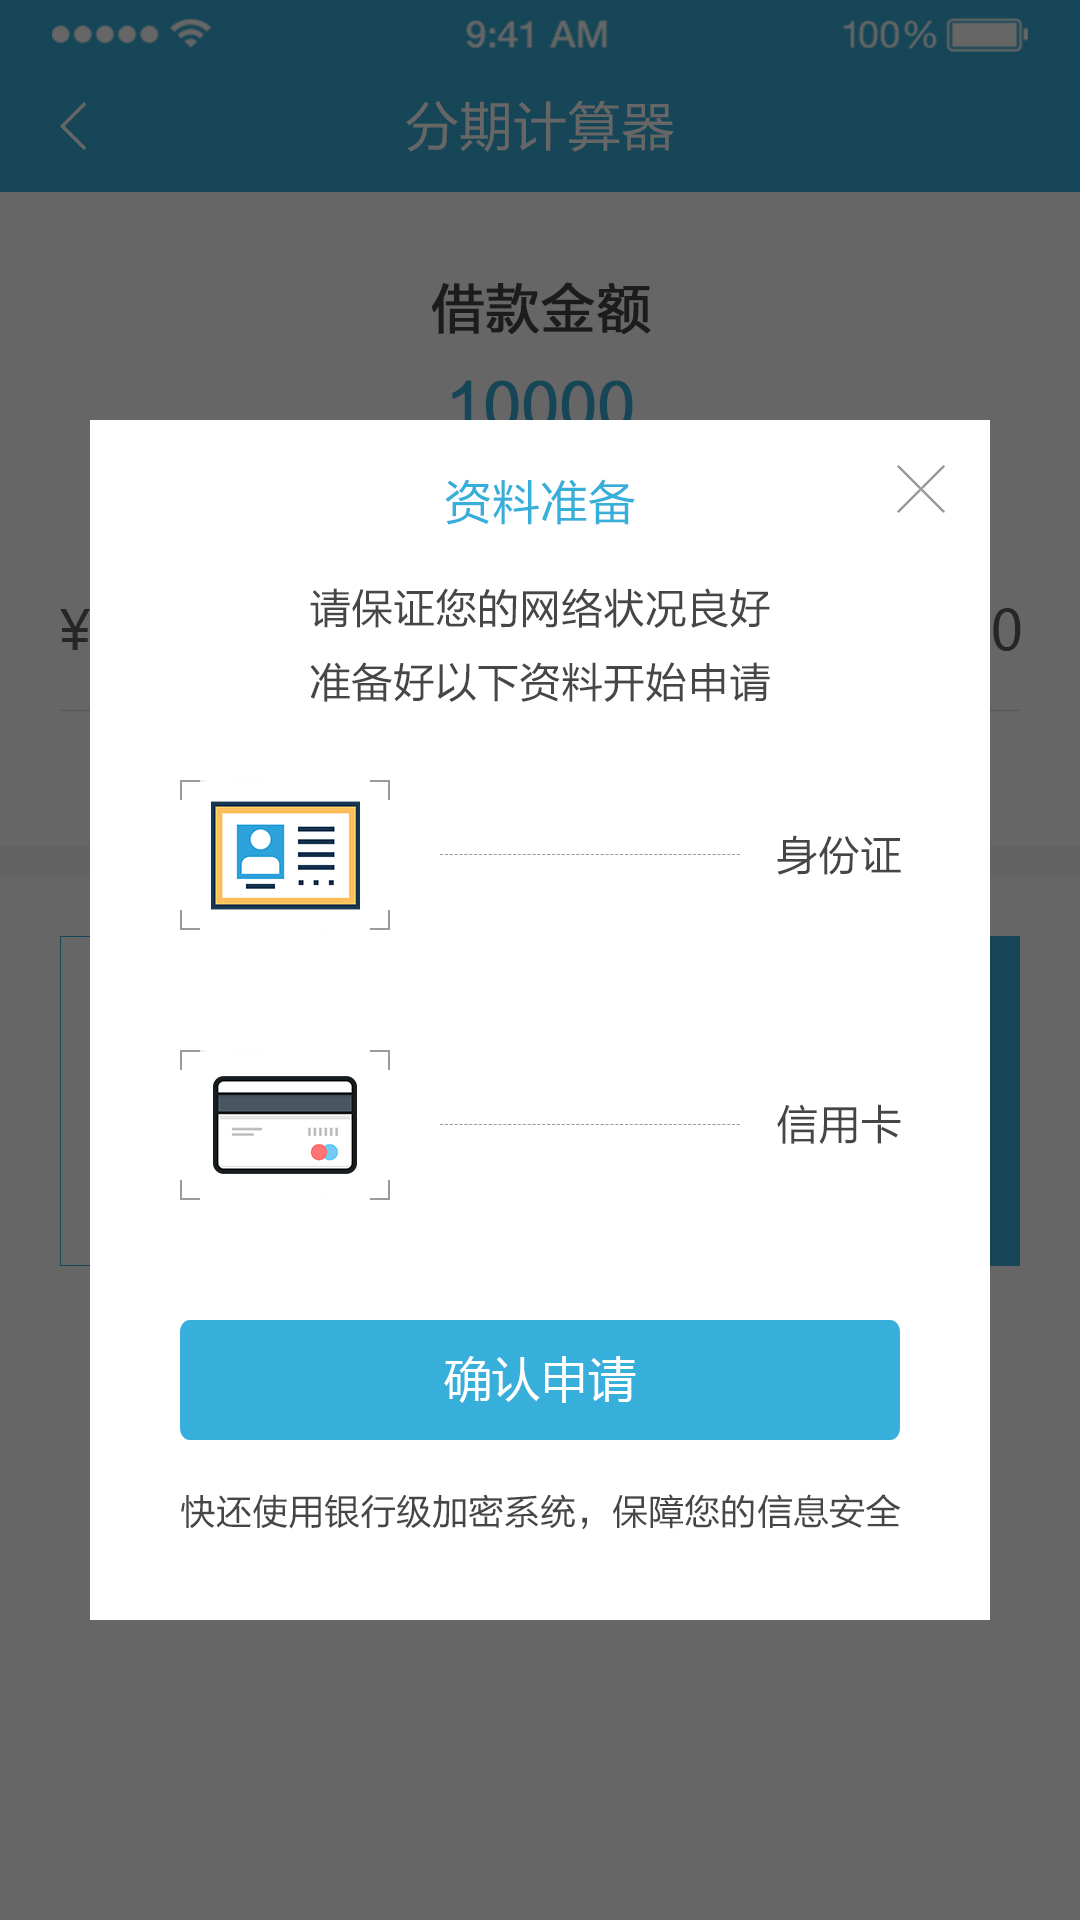 9:41 AM 100%
分期计算器
借款金额
10000
资料准备
请保证您的网络状况良好
准备好以下资料开始申请
¥ 0
身份证
信用卡
确认申请
快还使用银行级加密系统，保障您的信息安全